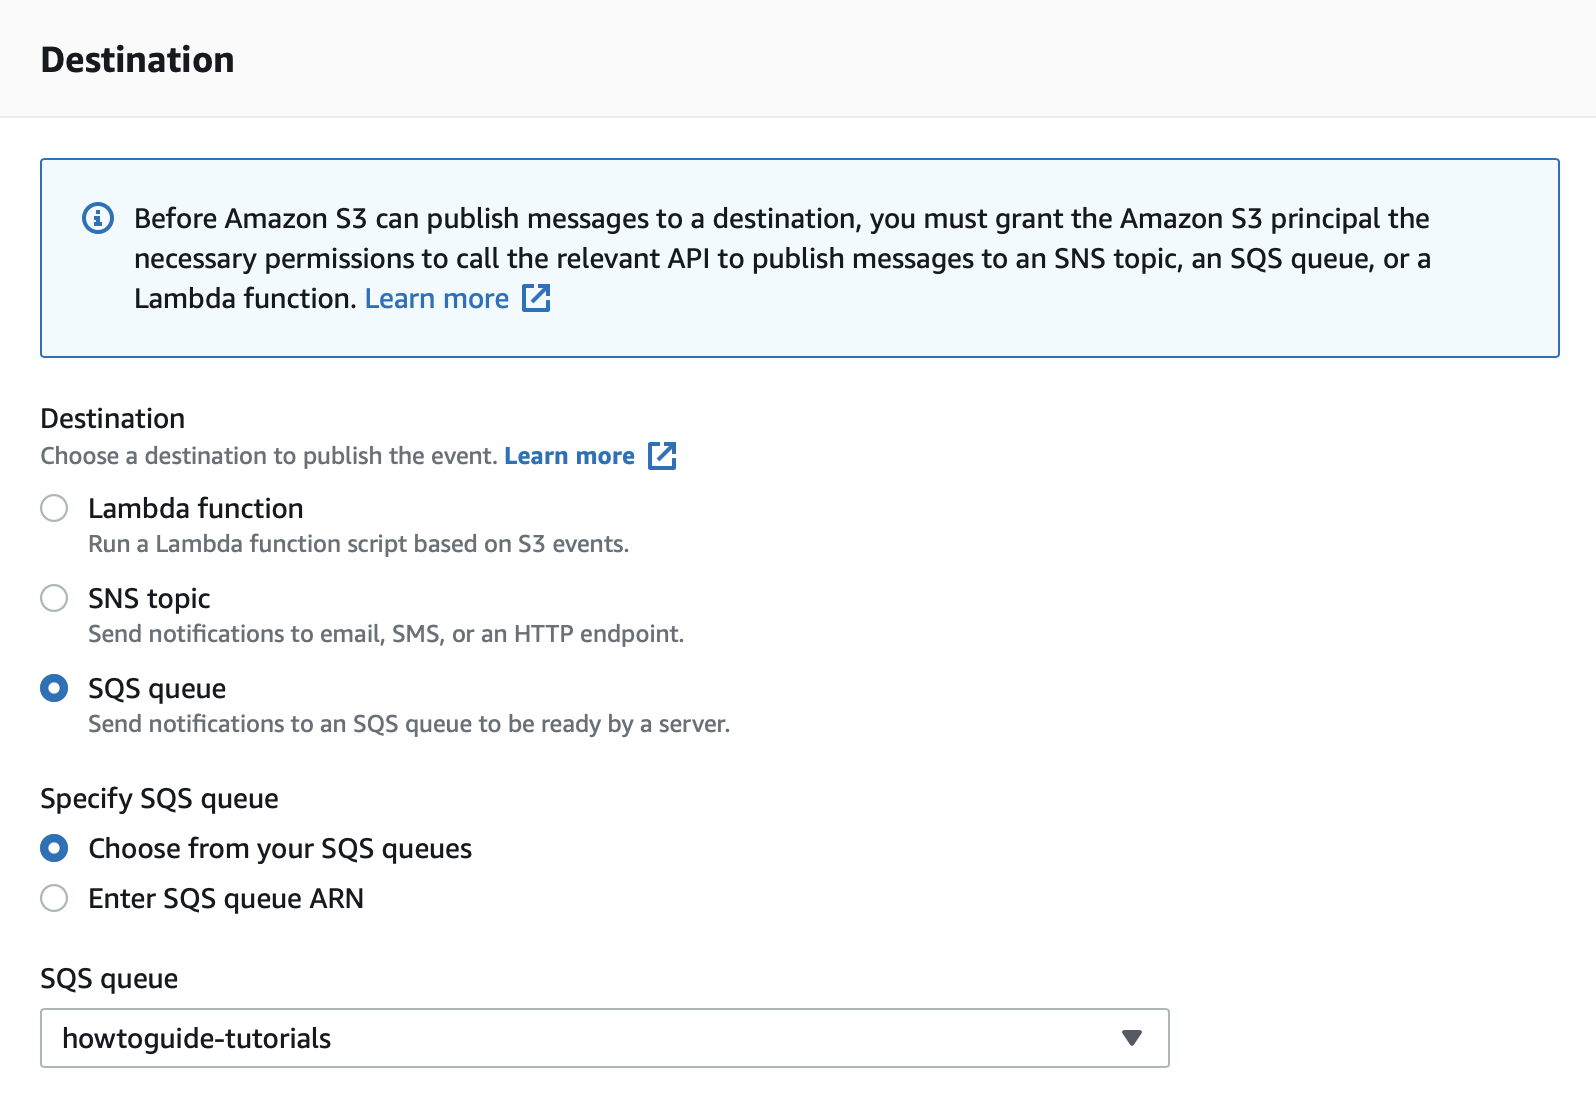 Destination
Before Amazon S3 can publish messages to a destination, you must grant the Amazon S3 principal the
necessary permissions to call the relevant API to publish messages to an SNS topic, an SQS queue, or a
Lambda function. Learn more
Destination
Choose a destination to publish the event. Learn more
Lambda function
Run a Lambda function script based on S3 events.
SNS topic
Send notifications to email, SMS, or an HTTP endpoint.
SQS queue
Send notifications to an SQS queue to be ready by a server.
Specify SQS queue
Choose from your SQS queues
Enter SQS queue ARN
SQS queue
howtoguide-tutorials